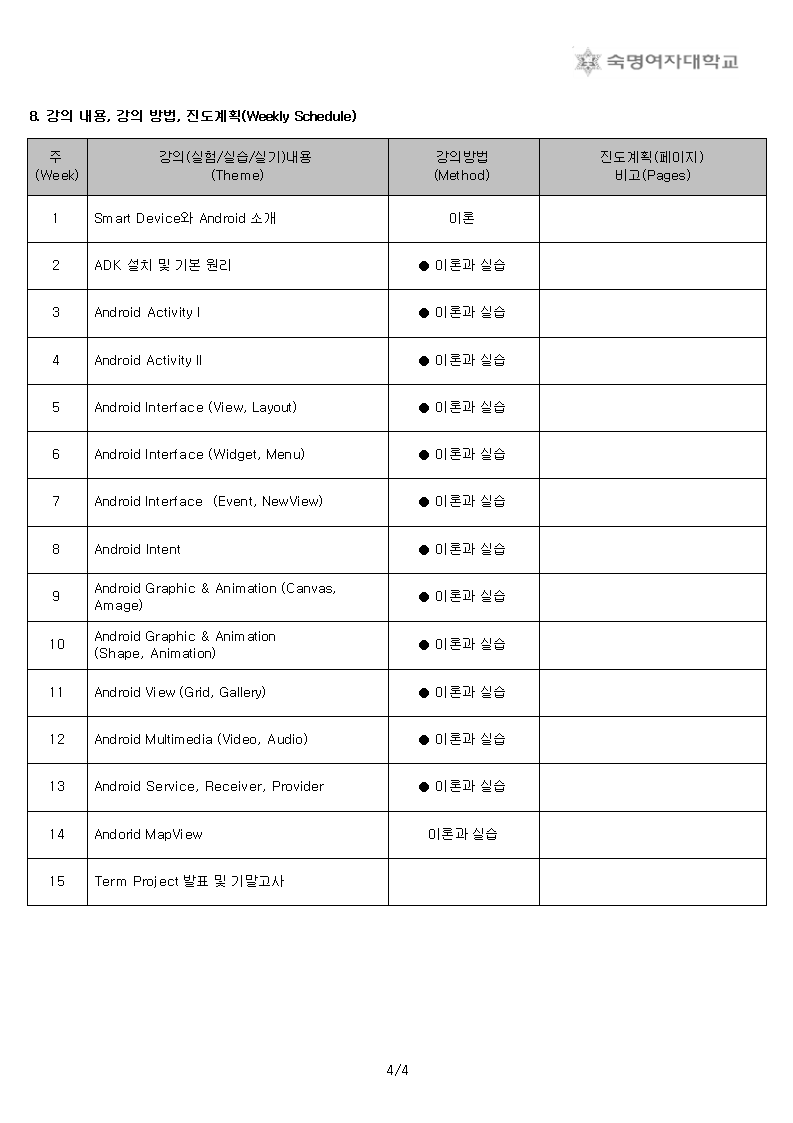 숙명여자대학교
8. 강의 내용, 강의 방법, 진도계획(Weekly Schedule)
주 강의(실험/실습/실기)내용 강의방법 진도계획(페이지)
(Week) (Theme) (Method) 비고(Pages)
1 Smart Device와 Android 소개 이론
2 ADK 설치 및 기본 원리 ● 이론과 실습
3 Android Activity I ● 이론과 실습
4 Android Activity II ● 이론과 실습
5 Android Interface (View, Layout) ● 이론과 실습
6 Android Interface (Widget, Menu) ● 이론과 실습
7 Android Interface (Event, NewView) ● 이론과 실습
8 Android Intent ● 이론과 실습
9 Android Graphic & Animation (Canvas, ● 이론과 실습
Amage)
10 Android Graphic & Animation ● 이론과 실습
(Shape, Animation)
11 Android View (Grid, Gallery) ● 이론과 실습
12 Android Multimedia (Video, Audio) ● 이론과 실습
13 Android Service, Receiver, Provider ● 이론과 실습
14 Andorid MapView 이론과 실습
15 Term Project 발표 및 기말고사
4/4